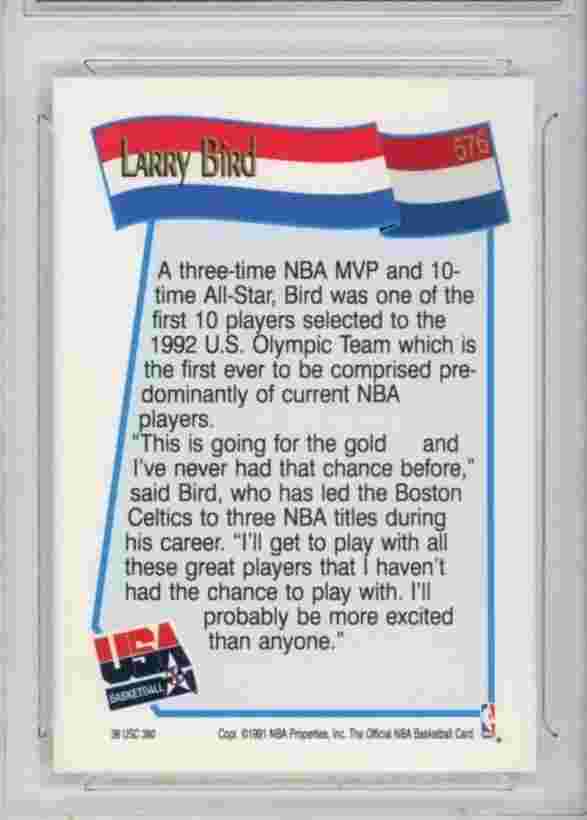 Larry Bird
576
A three-time NBA MVP and 10-
time All-Star, Bird was one of the
first 10 players selected to the
1992 U.S. Olympic Team which is
the first ever to be comprised pre-
dominantly of current NBA
players.
"This is going for the gold and
I've never had that chance before,"
said Bird, who has led the Boston
Celtics to three NBA titles during
his career. "I'll get to play with all
these great players that I haven't
had the chance to play with. I'll
probably be more excited
than anyone."
USA
BASKETBALL
36 USC 380
Copr. ©1991 NBA Properties, Inc. The Official NBA Basketball Card